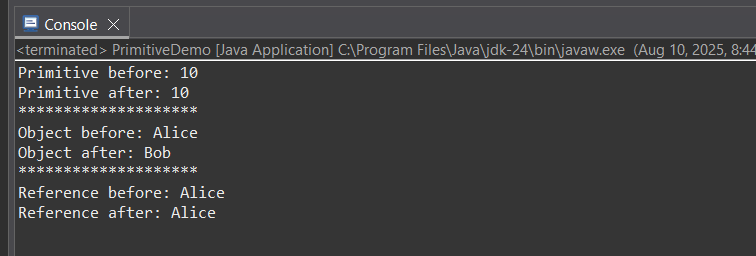 Console
<terminated> PrimitiveDemo [Java Application] C:\Program Files\Java\jdk-24\bin\javaw.exe (Aug 10, 2025, 8:44
Primitive before: 10
Primitive after: 10
********************
Object before: Alice
Object after: Bob
********************
Reference before: Alice
Reference after: Alice